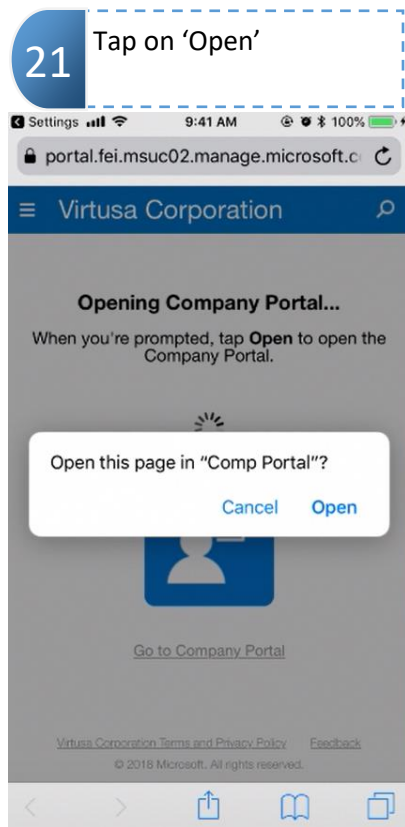 21
Tap on ‘Open’
Settings 9:41 AM 100%
portal.fei.msuc02.manage.microsoft.c
Virtusa Corporation
Opening Company Portal...
When you're prompted, tap Open to open the
Company Portal.
Open this page in “Comp Portal”?
Cancel Open
Go to Company Portal
Virtusa Corporation Terms and Privacy Policy Feedback
© 2018 Microsoft. All rights reserved.